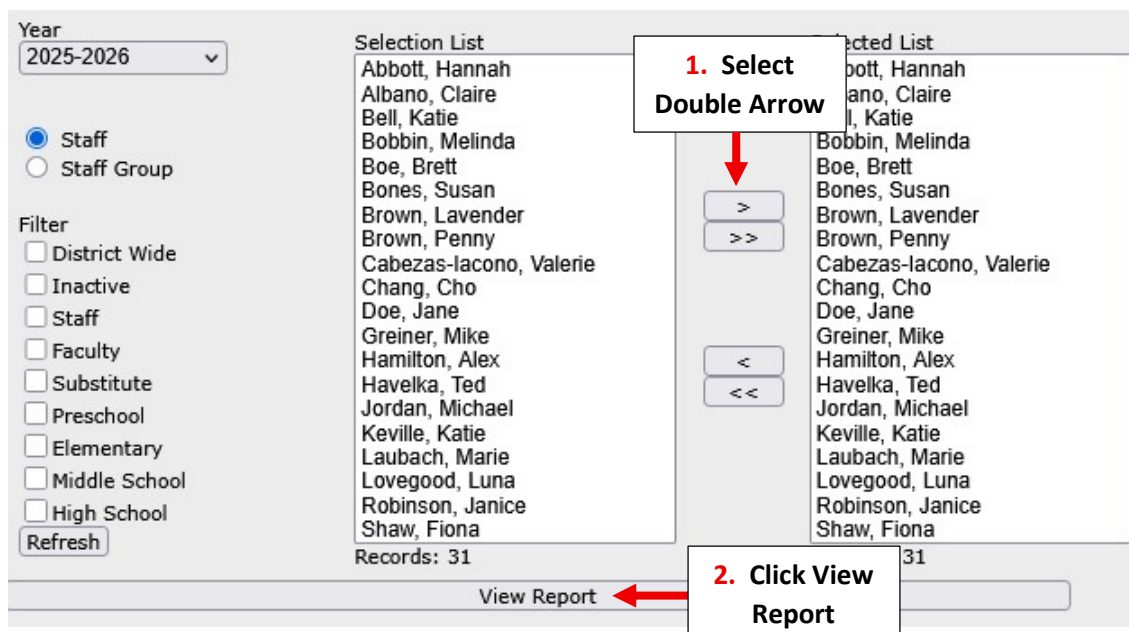 Year
2025-2026
Staff
Staff Group
Filter
District Wide
Inactive
Staff
Faculty
Substitute
Preschool
Elementary
Middle School
High School
Refresh
Selection List
Abbott, Hannah
Albano, Claire
Bell, Katie
Bobbin, Melinda
Boe, Brett
Bones, Susan
Brown, Lavender
Brown, Penny
Cabezas-Iacono, Valerie
Chang, Cho
Doe, Jane
Greiner, Mike
Hamilton, Alex
Havelka, Ted
Jordan, Michael
Keville, Katie
Laubach, Marie
Lovegood, Luna
Robinson, Janice
Shaw, Fiona
Records: 31
1. Select
Double Arrow
>
>>
<
<<
List
Hannah
Claire
Katie
Bobbin, Melinda
Boe, Brett
Bones, Susan
Brown, Lavender
Brown, Penny
Cabezas-Iacono, Valerie
Chang, Cho
Doe, Jane
Greiner, Mike
Hamilton, Alex
Havelka, Ted
Jordan, Michael
Keville, Katie
Laubach, Marie
Lovegood, Luna
Robinson, Janice
Shaw, Fiona
31
View Report
2. Click View
Report